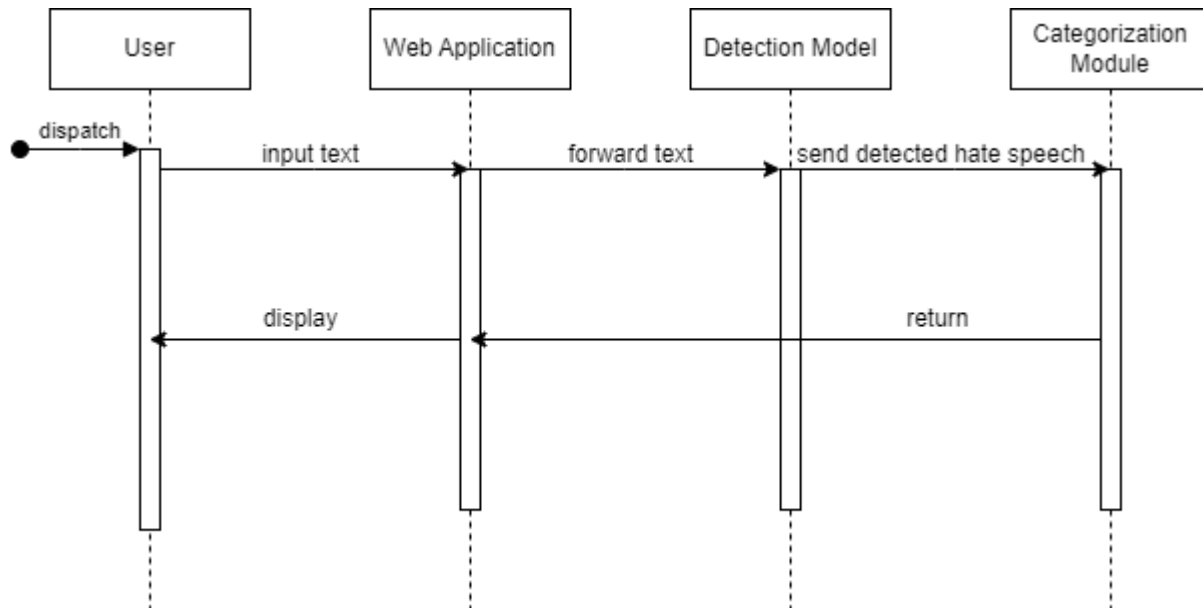 User
Web Application
Detection Model
Categorization
Module
dispatch
input text
forward text
send detected hate speech
display
return